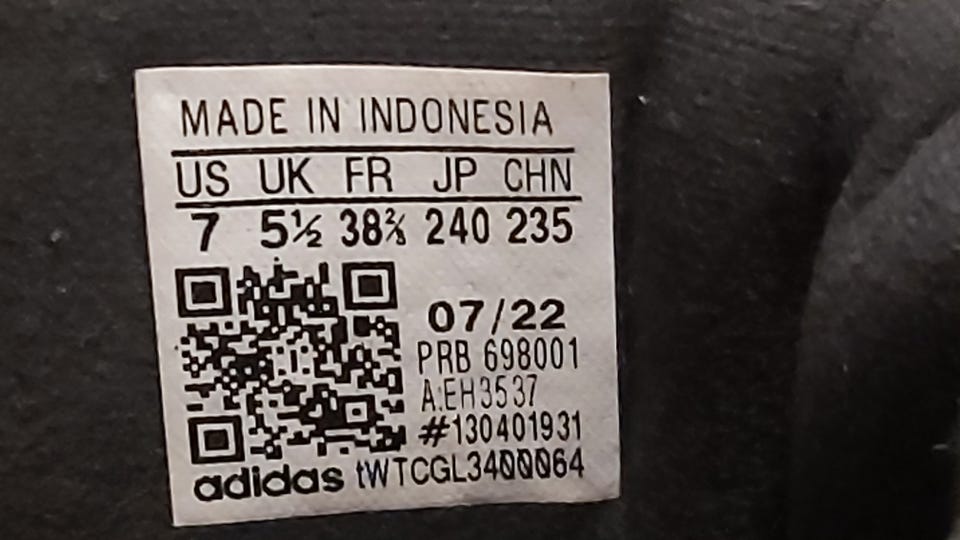 MADE IN INDONESIA
US UK FR JP CHN
7 5½ 38⅔ 240 235
07/22
PRB 698001
A:EH3537
#130401931
adidas tWTCGL3400064